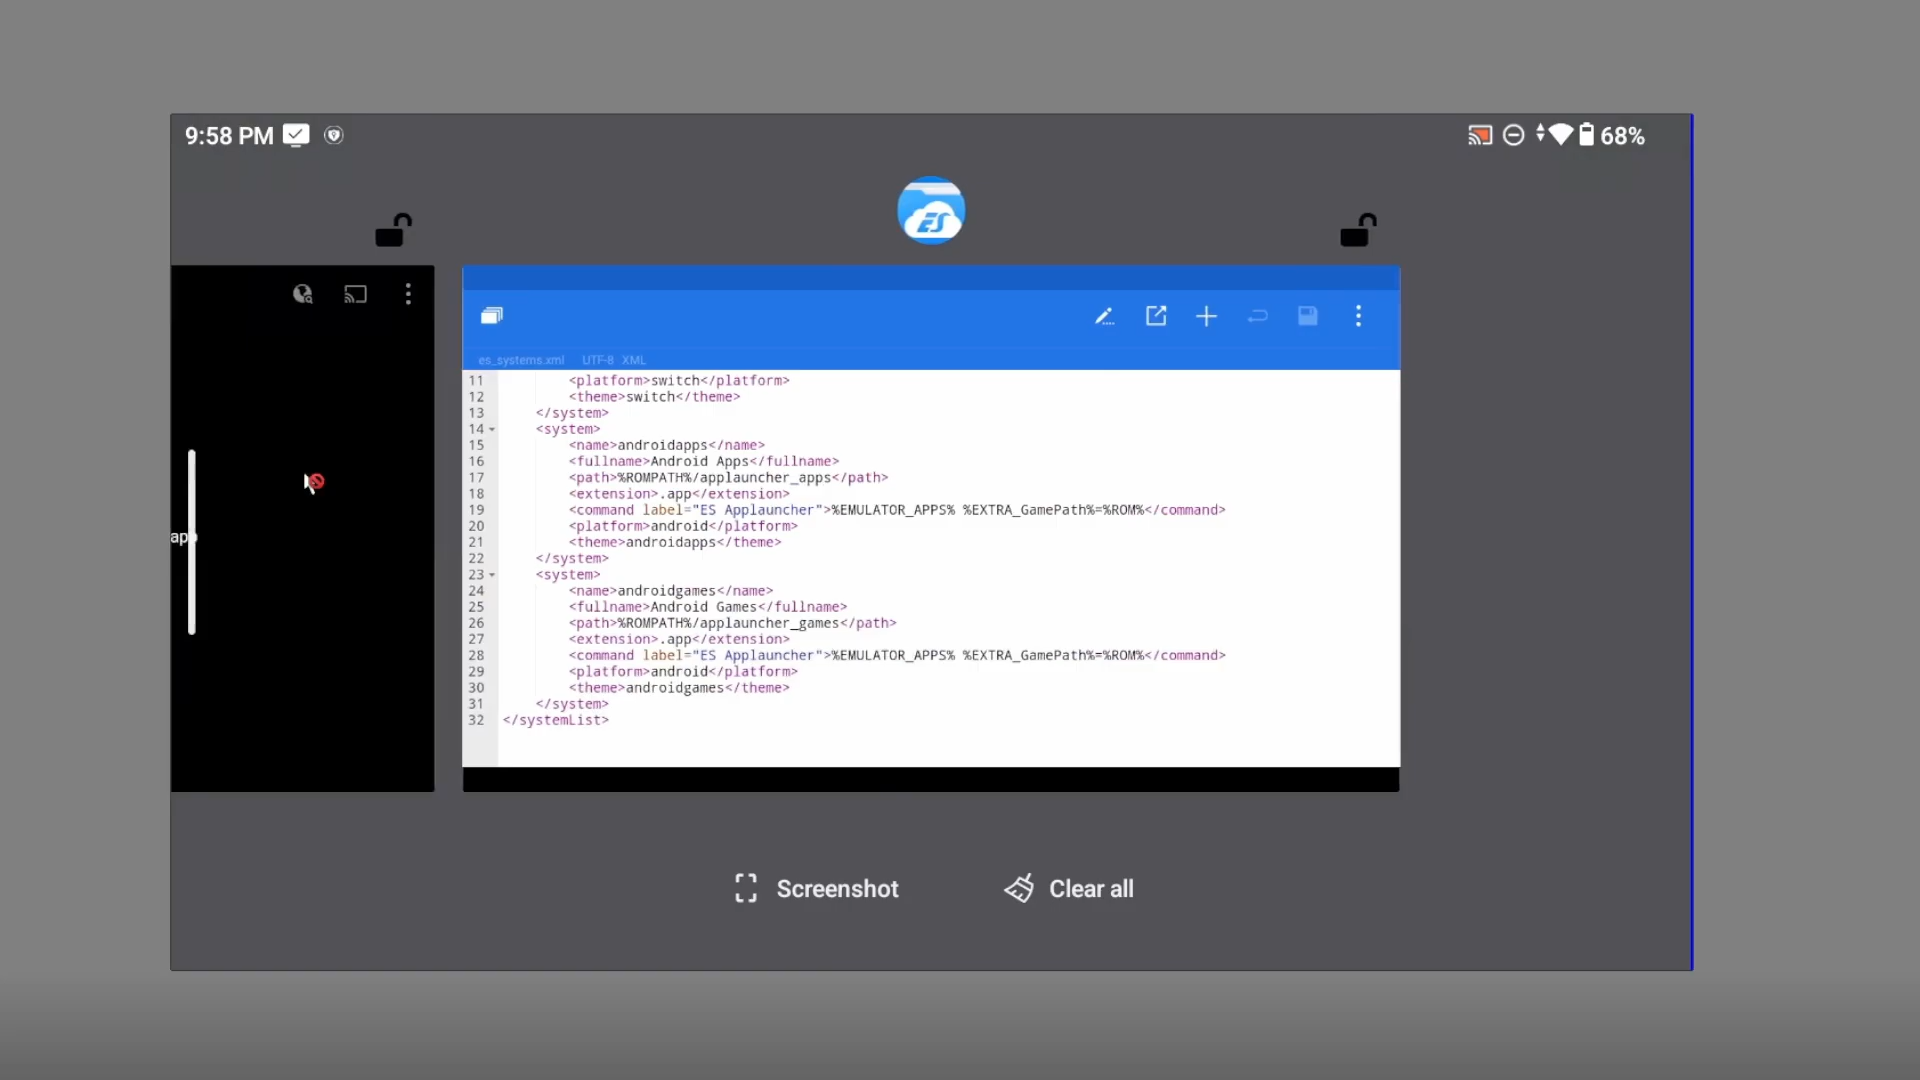 9:58 PM
68%
ES
app
es_systems.xml UTF-8 XML
11 <platform>switch</platform>
12 <theme>switch</theme>
13 </system>
14 <system>
15 <name>androidapps</name>
16 <fullname>Android Apps</fullname>
17 <path>%ROMPATH%/applauncher_apps</path>
18 <extension>.app</extension>
19 <command label="ES Applauncher">%EMULATOR_APPS% %EXTRA_GamePath%=%ROM%</command>
20 <platform>android</platform>
21 <theme>androidapps</theme>
22 </system>
23 <system>
24 <name>androidgames</name>
25 <fullname>Android Games</fullname>
26 <path>%ROMPATH%/applauncher_games</path>
27 <extension>.app</extension>
28 <command label="ES Applauncher">%EMULATOR_APPS% %EXTRA_GamePath%=%ROM%</command>
29 <platform>android</platform>
30 <theme>androidgames</theme>
31 </system>
32 </systemList>
Screenshot
Clear all